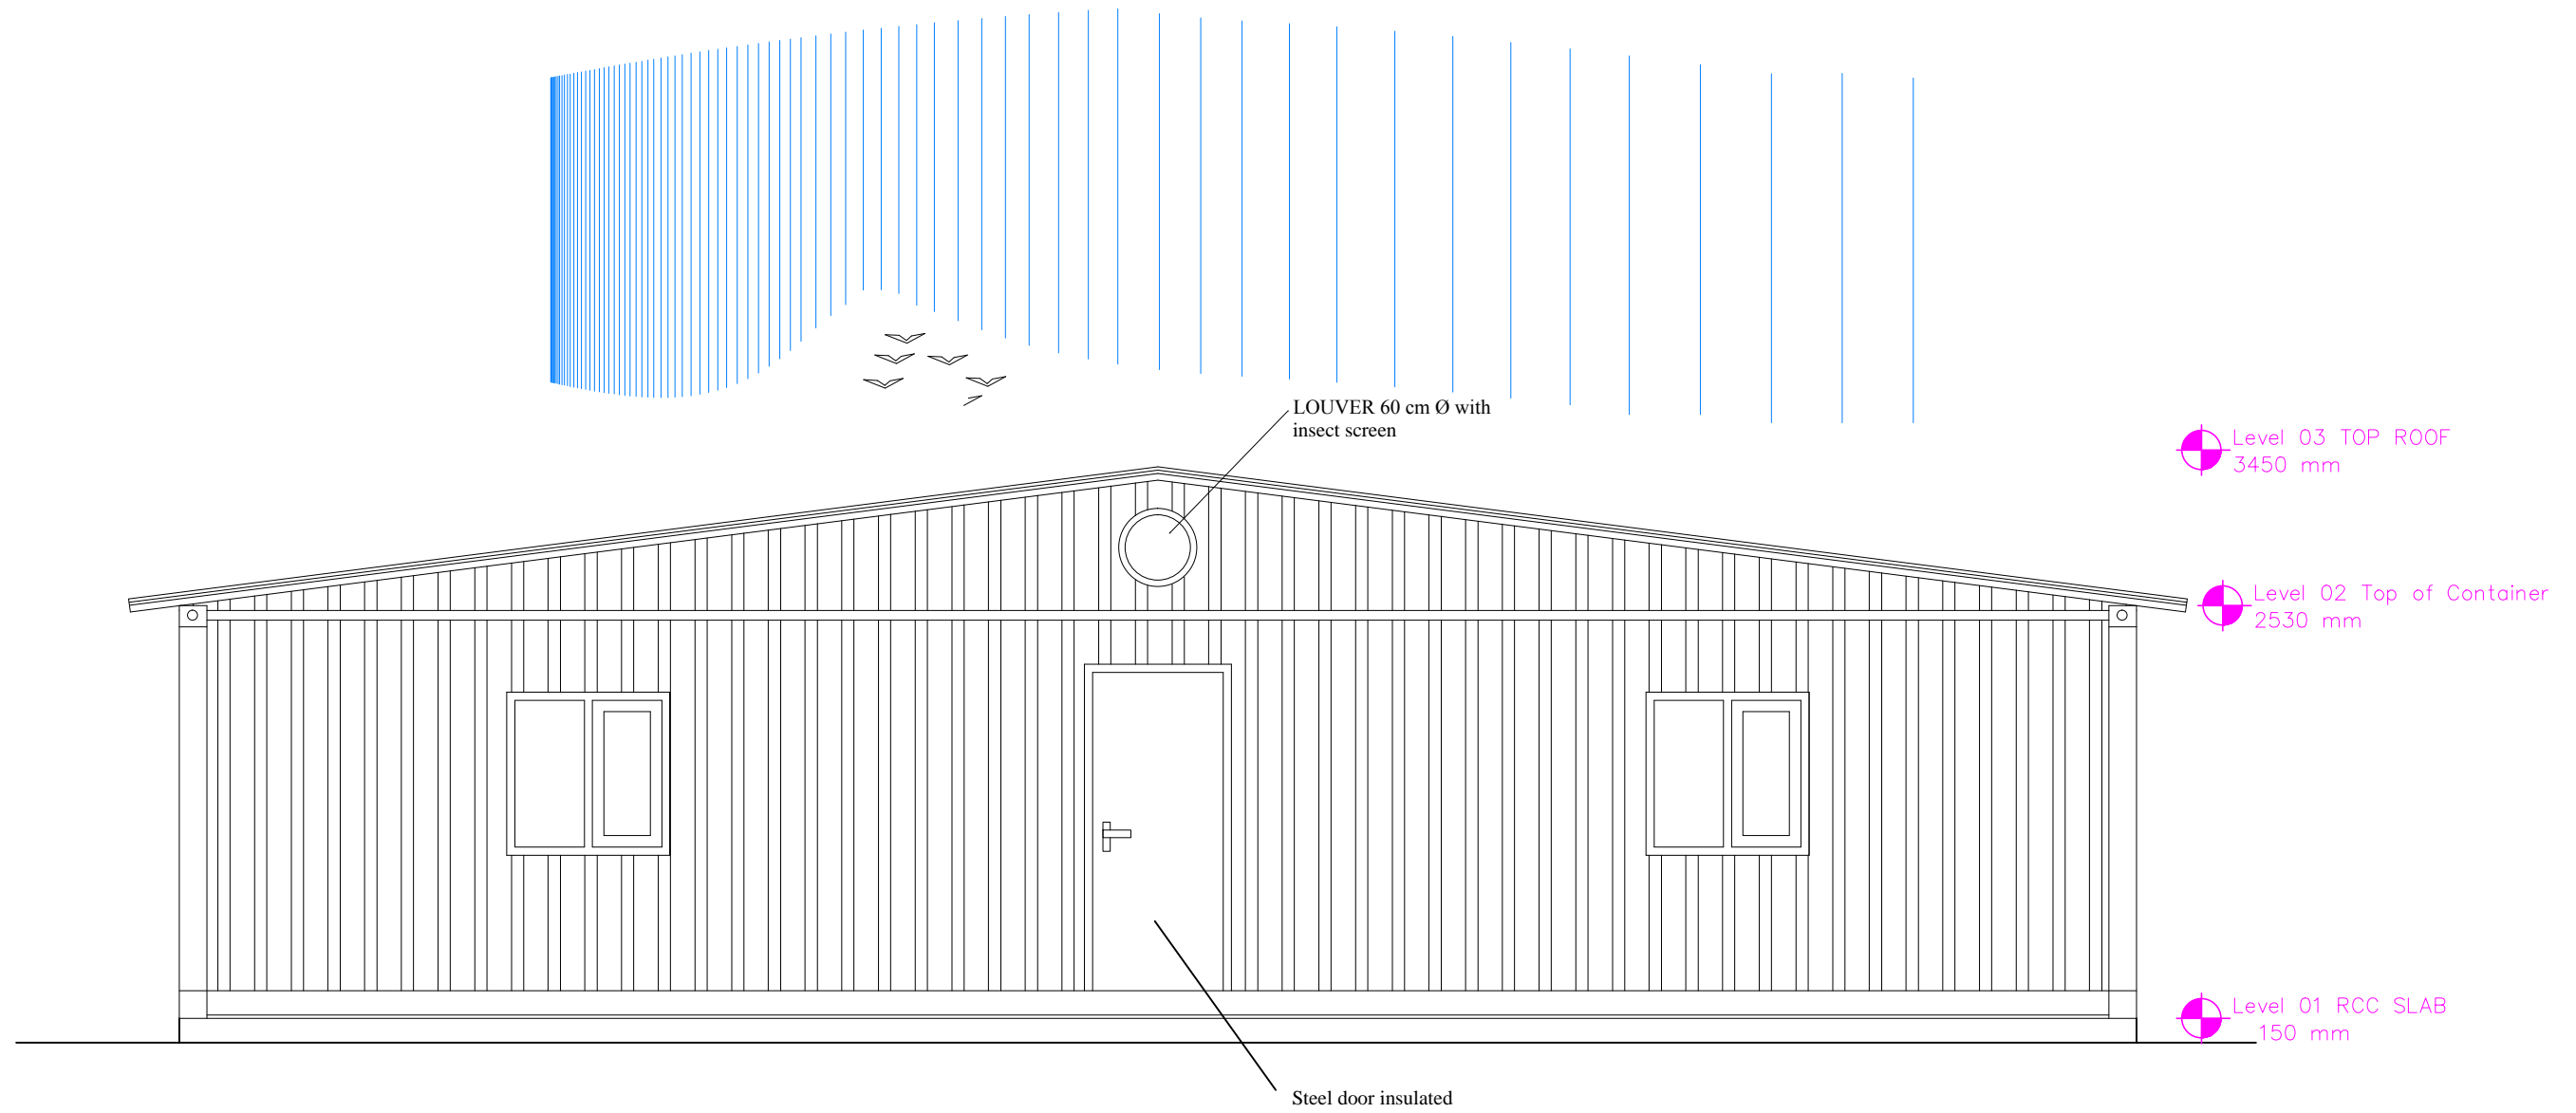 LOUVER 60 cm Ø with
insect screen
Level 03 TOP ROOF
3450 mm
Level 02 Top of Container
2530 mm
Level 01 RCC SLAB
150 mm
Steel door insulated